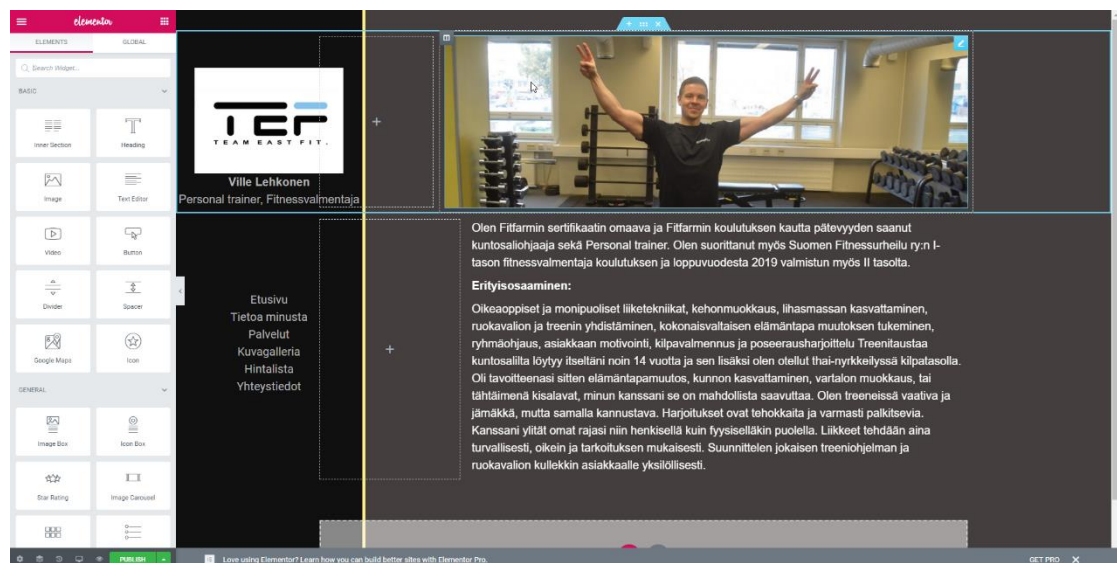 elementor
ELEMENTS GLOBAL
Search Widget...
BASIC
Inner Section Heading
Image Text Editor
Video Button
Divider Spacer
Google Maps Icon
GENERAL
Image Box Icon Box
Star Rating Image Carousel
PUBLISH
TEF
TEAM EAST FIT.
Ville Lehkonen
Personal trainer, Fitnessvalmentaja
Etusivu
Tietoa minusta
Palvelut
Kuvagalleria
Hintalista
Yhteystiedot
Olen Fitfarmin sertifikaatin omaava ja Fitfarmin koulutuksen kautta pätevyyden saanut
kuntosaliohjaaja sekä Personal trainer. Olen suorittanut myös Suomen Fitnessurheilu ry:n I-
tason fitnessvalmentaja koulutuksen ja loppuvuodesta 2019 valmistun myös II tasolta.
Erityisosaaminen:
Oikeaoppiset ja monipuoliset liiketekniikat, kehonmuokkaus, lihasmassan kasvattaminen,
ruokavalion ja treenin yhdistäminen, kokonaisvaltaisen elämäntapa muutoksen tukeminen,
ryhmäohjaus, asiakkaan motivointi, kilpavalmennus ja poseerausharjoittelu Treenitaustaa
kuntosalilta löytyy itseltäni noin 14 vuotta ja sen lisäksi olen otellut thai-nyrkkeilyssä kilpatasolla.
Oli tavoitteenasi sitten elämäntapamuutos, kunnon kasvattaminen, vartalon muokkaus, tai
tähtäimenä kisalavat, minun kanssani se on mahdollista saavuttaa. Olen treeneissä vaativa ja
jämäkkä, mutta samalla kannustava. Harjoitukset ovat tehokkaita ja varmasti palkitsevia.
Kanssani ylität omat rajasi niin henkisellä kuin fyysiselläkin puolella. Liikkeet tehdään aina
turvallisesti, oikein ja tarkoituksen mukaisesti. Suunnittelen jokaisen treeniohjelman ja
ruokavalion kullekkin asiakkaalle yksilöllisesti.
Love using Elementor? Learn how you can build better sites with Elementor Pro.
GET PRO X